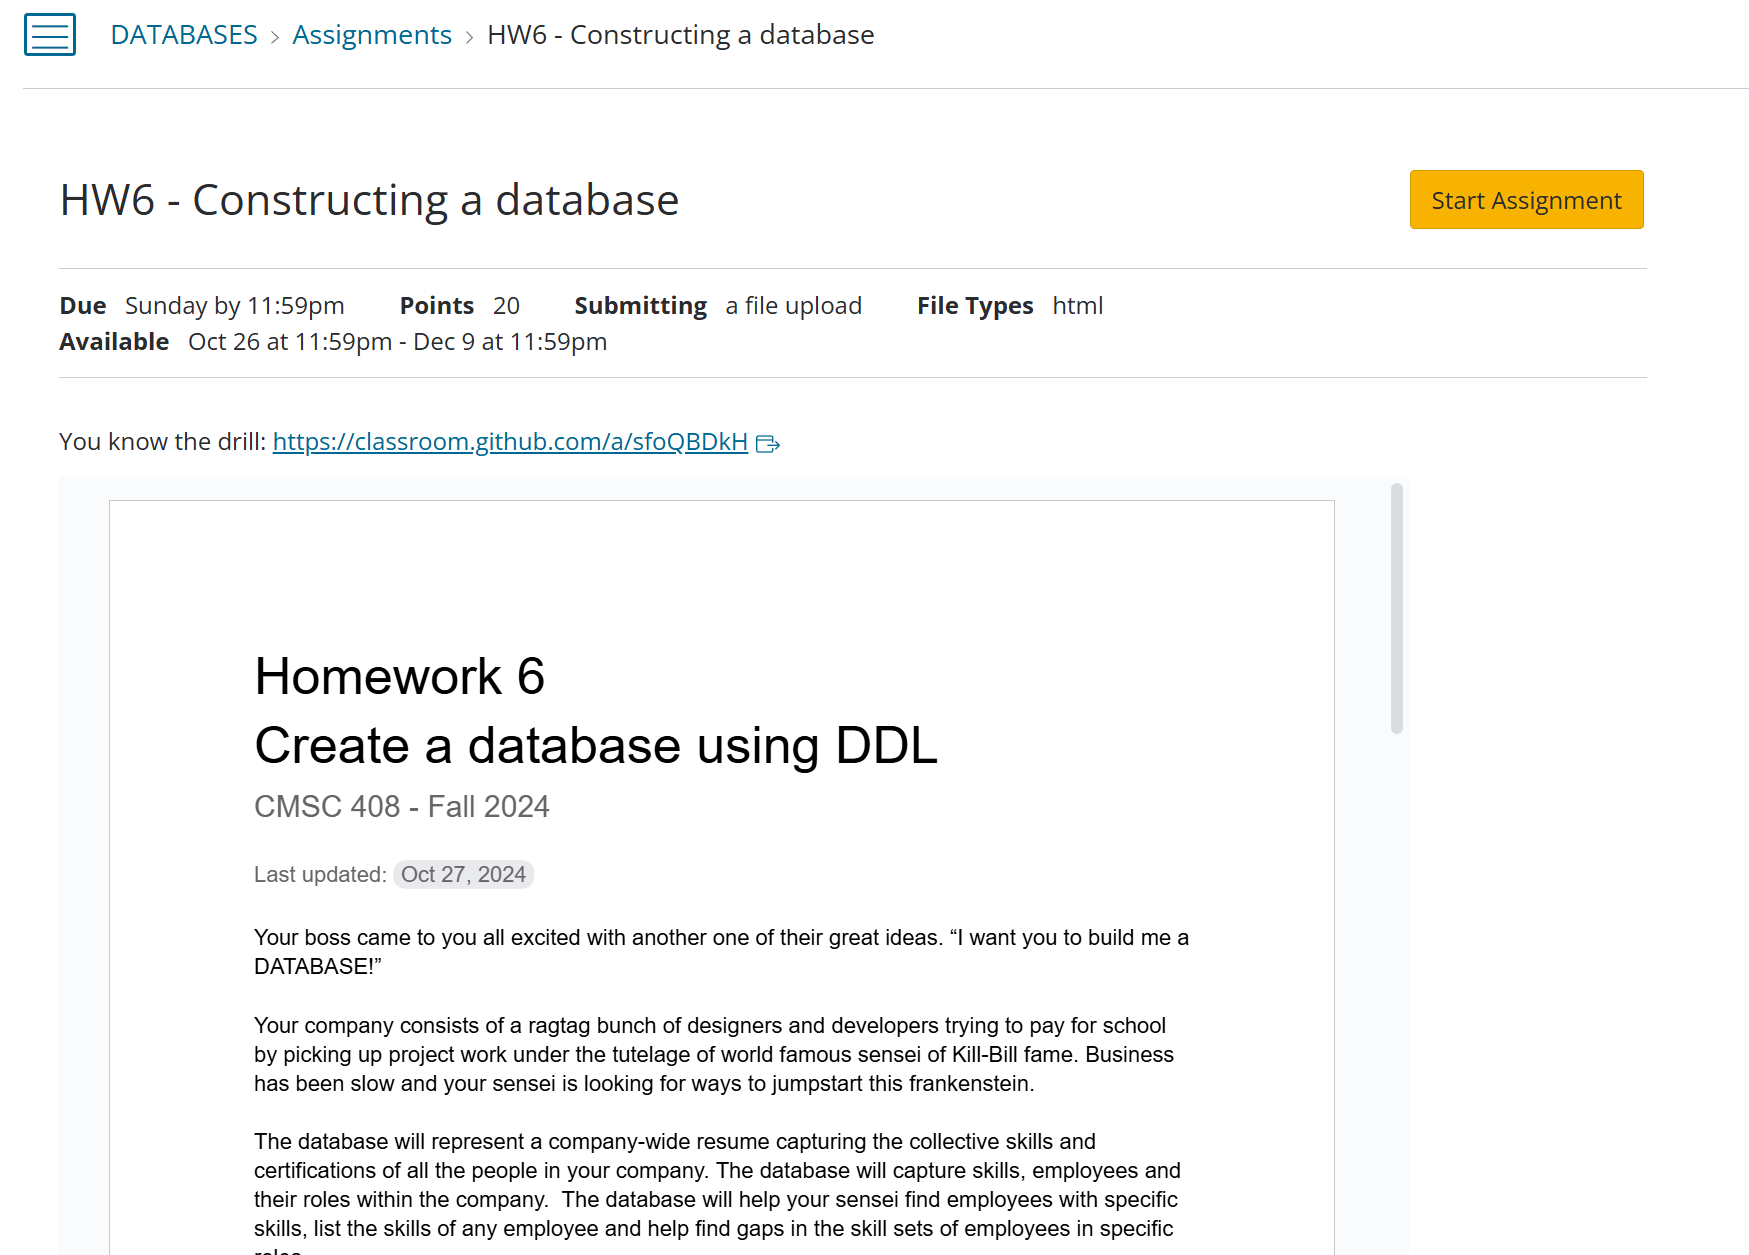 DATABASES > Assignments > HW6 - Constructing a database
HW6 - Constructing a database
Start Assignment
Due Sunday by 11:59pm Points 20 Submitting a file upload File Types html
Available Oct 26 at 11:59pm - Dec 9 at 11:59pm
You know the drill: https://classroom.github.com/a/sfoQBDkH
Homework 6
Create a database using DDL
CMSC 408 - Fall 2024
Last updated: Oct 27, 2024
Your boss came to you all excited with another one of their great ideas. “I want you to build me a
DATABASE!”
Your company consists of a ragtag bunch of designers and developers trying to pay for school
by picking up project work under the tutelage of world famous sensei of Kill-Bill fame. Business
has been slow and your sensei is looking for ways to jumpstart this frankenstein.
The database will represent a company-wide resume capturing the collective skills and
certifications of all the people in your company. The database will capture skills, employees and
their roles within the company. The database will help your sensei find employees with specific
skills, list the skills of any employee and help find gaps in the skill sets of employees in specific